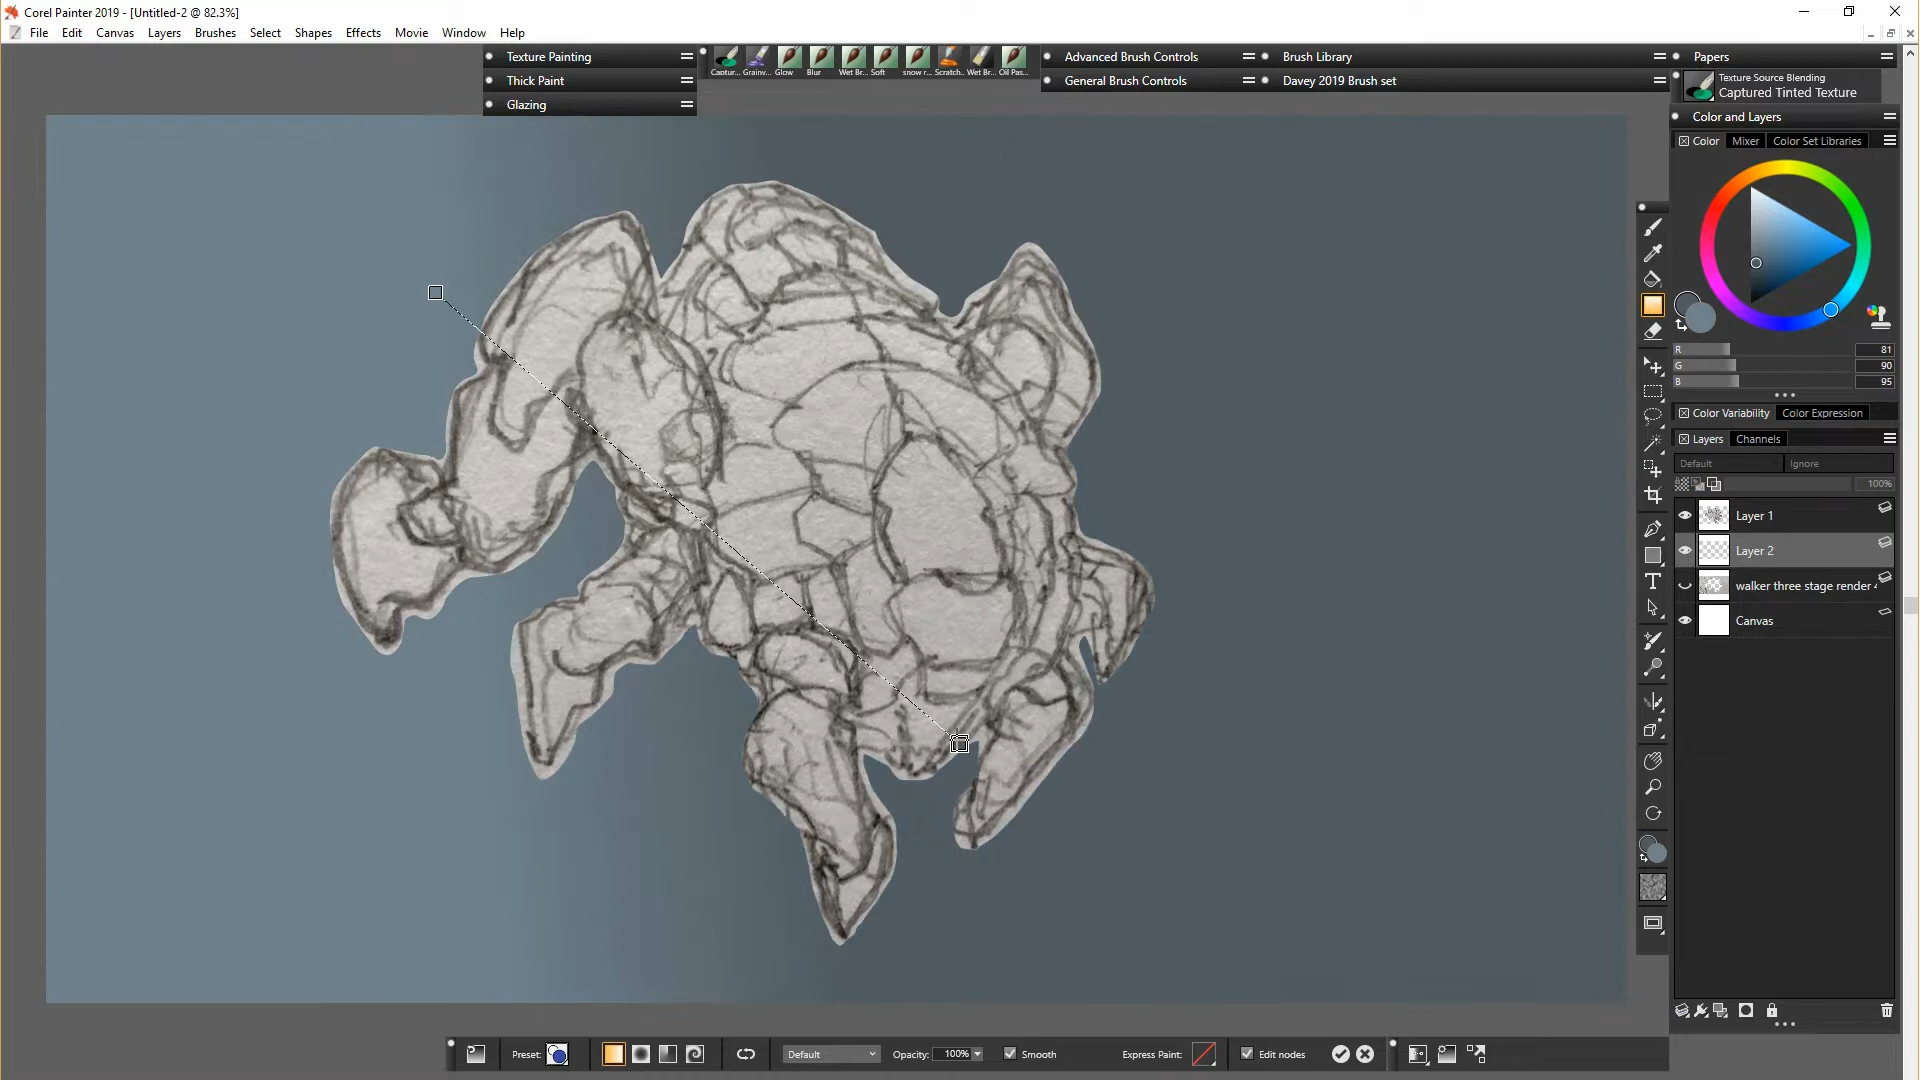 Corel Painter 2019 - [Untitled-2 @ 82.3%]
File Edit Canvas Layers Brushes Select Shapes Effects Movie Window Help
Texture Painting
Thick Paint
Glazing
Captur... Grainy... Glow Blur Wet Br... Soft snow r... Scratch... Wet Br... Oil Pas...
Advanced Brush Controls
General Brush Controls
Brush Library
Davey 2019 Brush set
Papers
Texture Source Blending
Captured Tinted Texture
Color and Layers
Color Mixer Color Set Libraries
R 81
G 90
B 95
Color Variability Color Expression
Layers Channels
Default Ignore
100%
Layer 1
Layer 2
walker three stage render
Canvas
T
Preset: Default Opacity: 100% Smooth Express Paint: Edit nodes